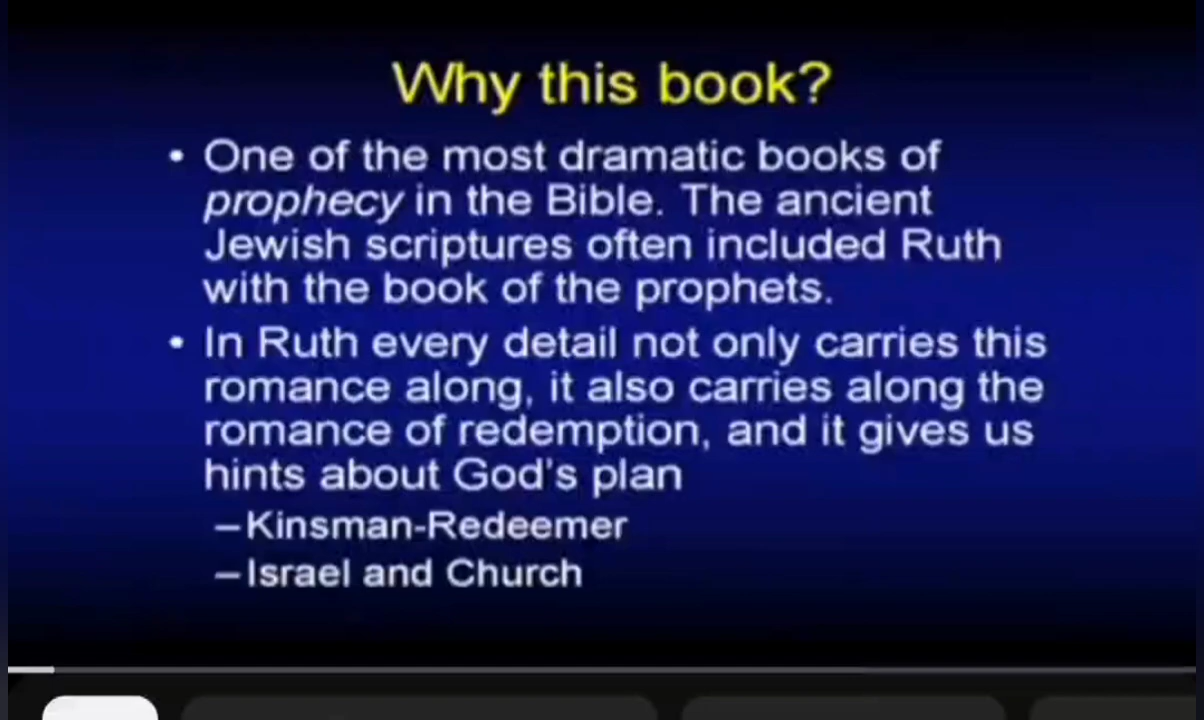 Why this book?
• One of the most dramatic books of
prophecy in the Bible. The ancient
Jewish scriptures often included Ruth
with the book of the prophets.
• In Ruth every detail not only carries this
romance along, it also carries along the
romance of redemption, and it gives us
hints about God's plan
–Kinsman-Redeemer
–Israel and Church